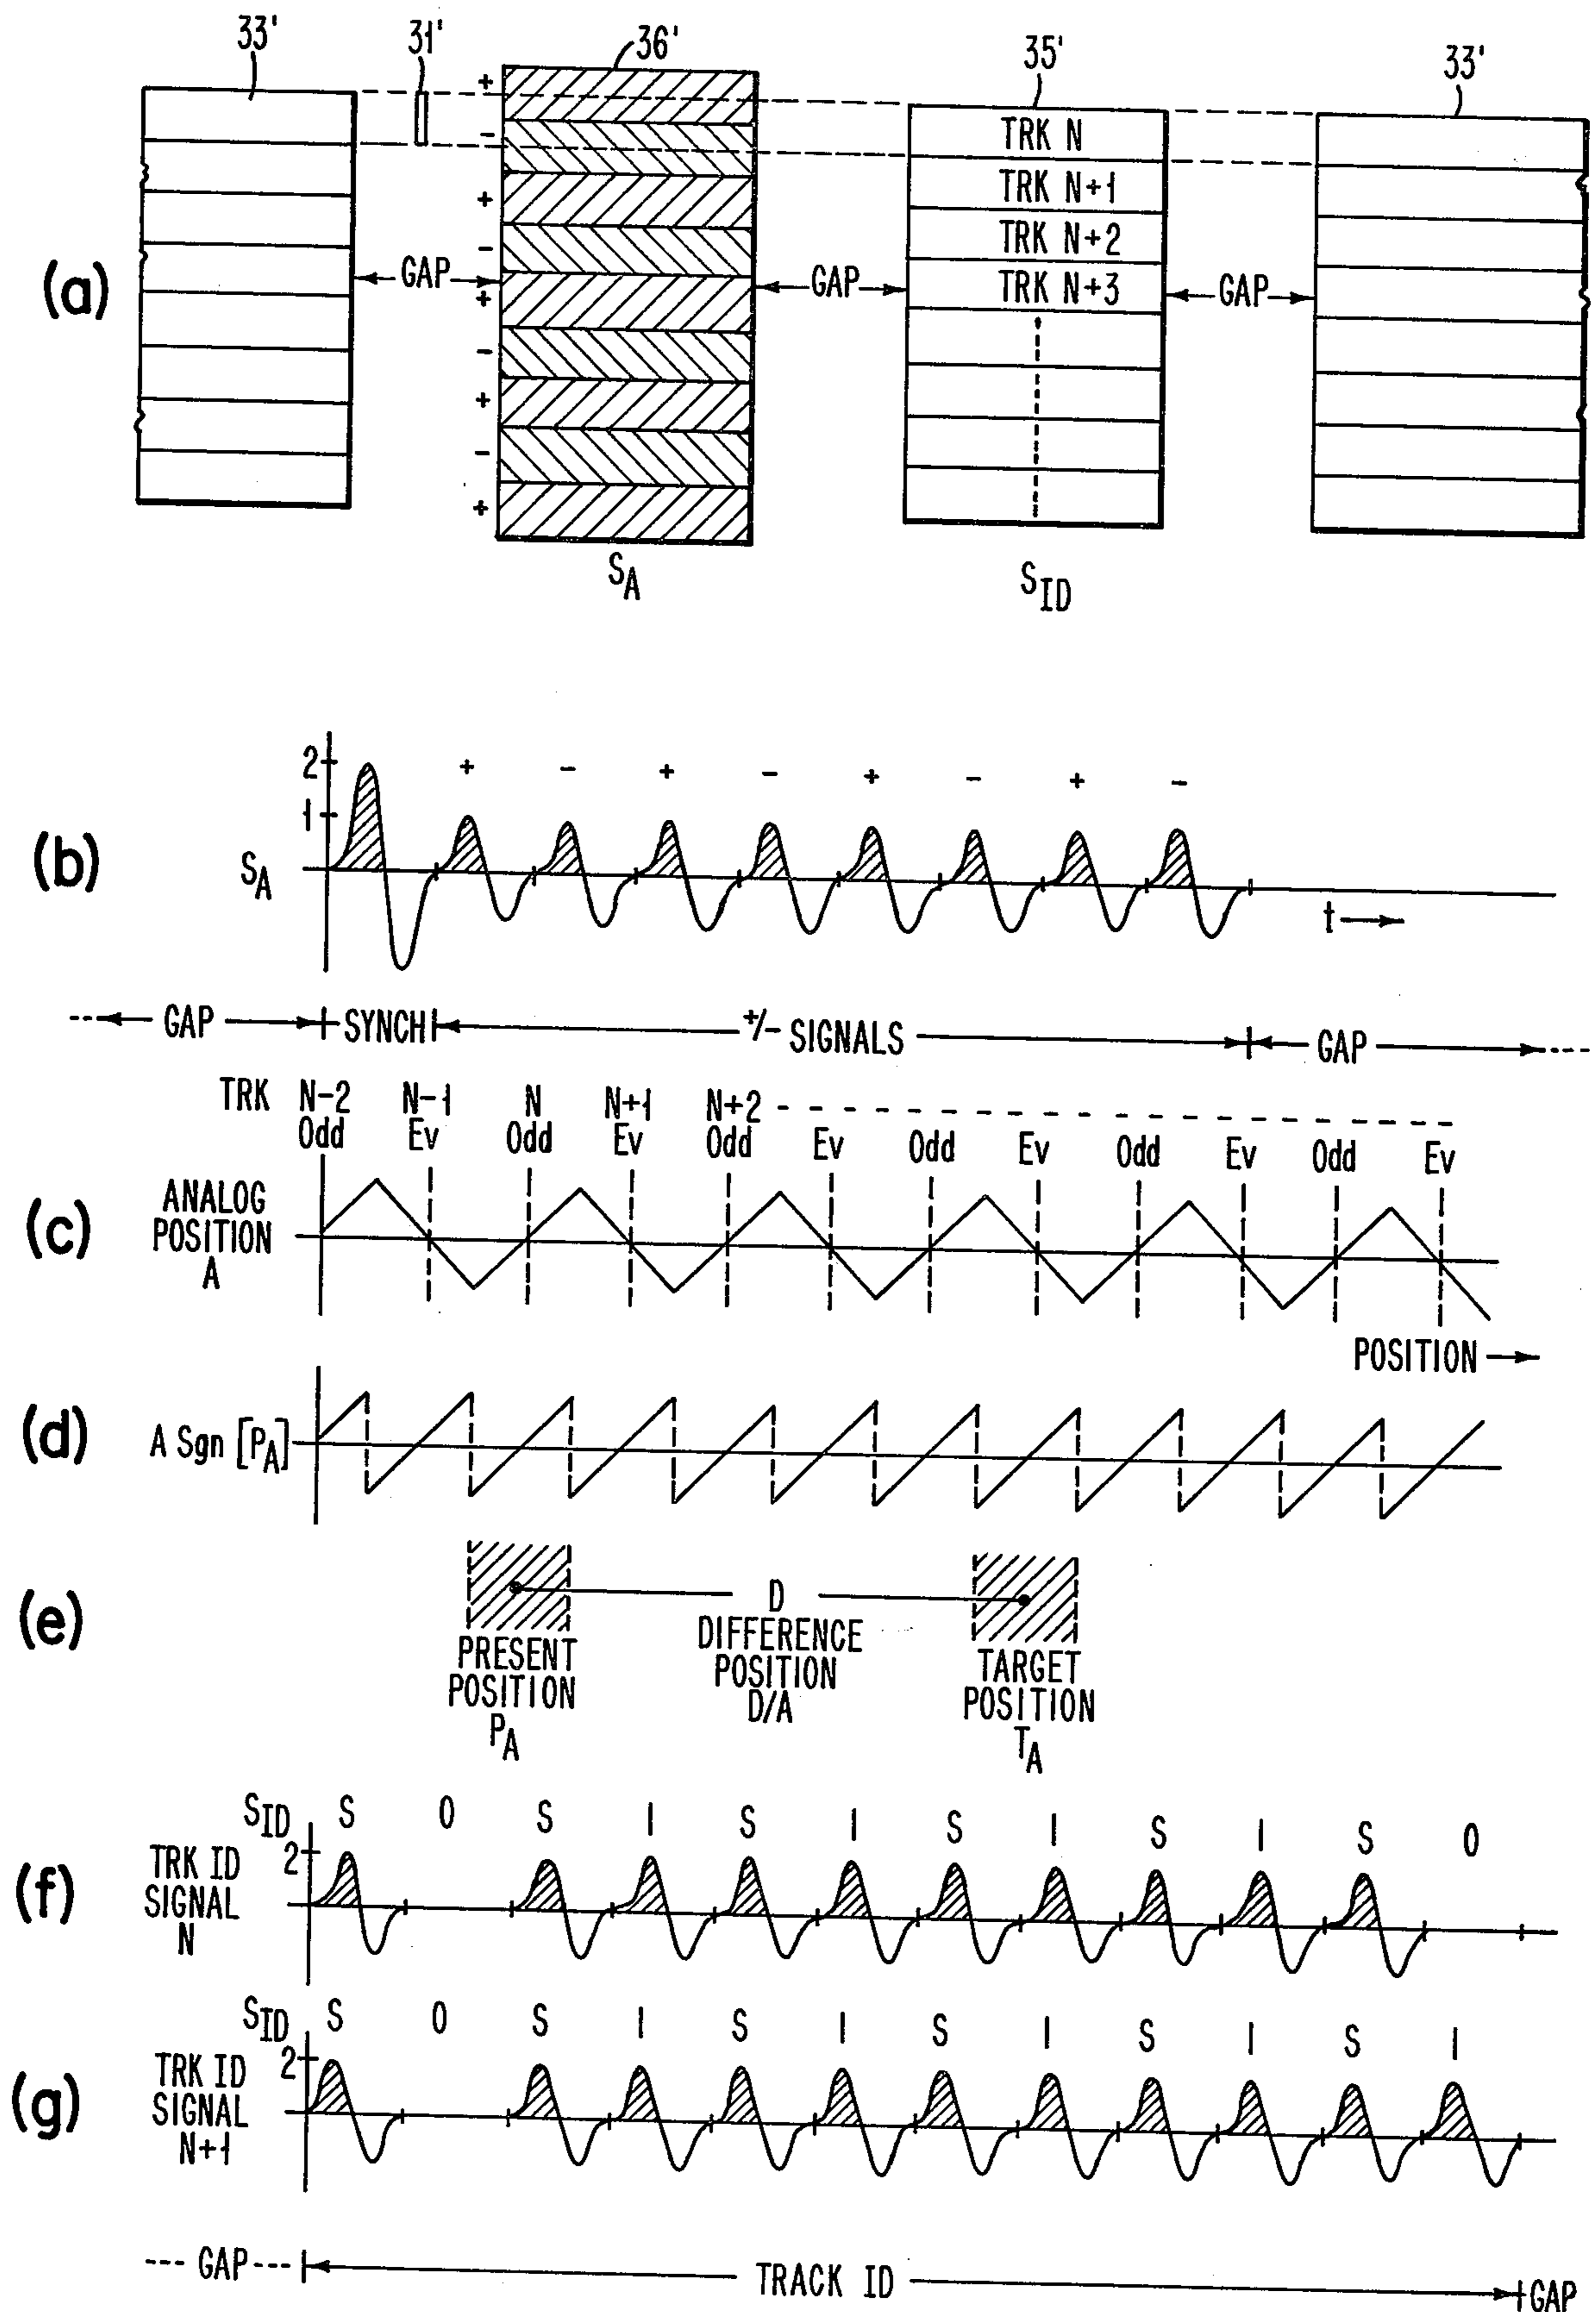 33' 31' 36' 35' 33'
+
-
+
-
+
-
+
-
+
TRK N
TRK N+1
TRK N+2
TRK N+3
(a) GAP GAP GAP
S_A S_ID
(b)
2
1
S_A
+ - + - + - + -
t
GAP SYNCH +/- SIGNALS GAP
TRK N-2 N-1 N N+1 N+2
Odd Ev Odd Ev Odd Ev Odd Ev Odd Ev Odd Ev
(c) ANALOG
POSITION
A
POSITION
(d) A Sgn [P_A]
(e)
D
DIFFERENCE
POSITION
D/A
PRESENT
POSITION
P_A
TARGET
POSITION
T_A
S_ID S 0 S 1 S 1 S 1 S 1 S 0
2
(f) TRK ID
SIGNAL
N
S_ID S 0 S 1 S 1 S 1 S 1 S 1
2
(g) TRK ID
SIGNAL
N+1
--- GAP --- TRACK ID GAP